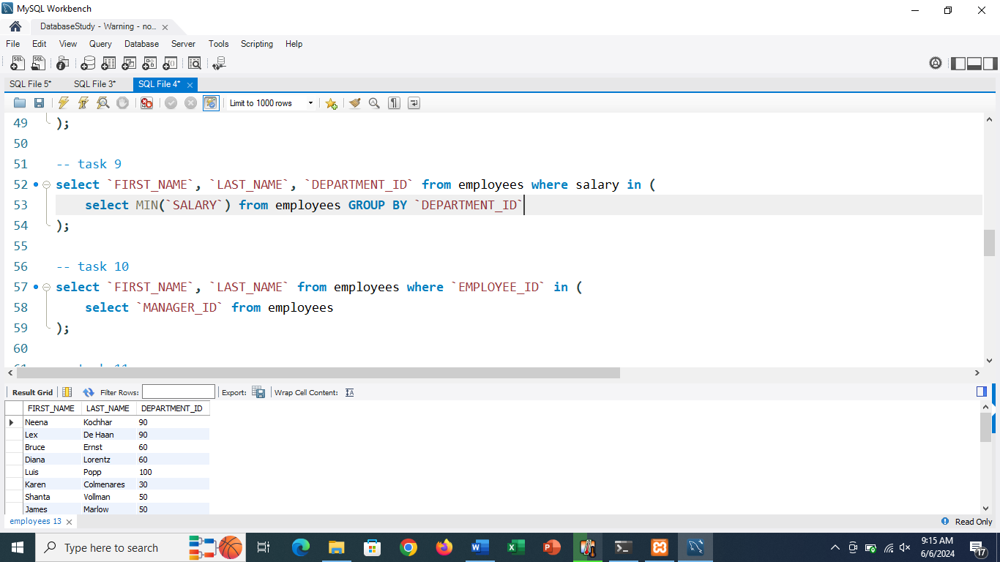 MySQL Workbench
DatabaseStudy - Warning - no...
File Edit View Query Database Server Tools Scripting Help
SQL File 5* SQL File 3* SQL File 4*
Limit to 1000 rows
49 );
50
51 -- task 9
52 select `FIRST_NAME`, `LAST_NAME`, `DEPARTMENT_ID` from employees where salary in (
53 select MIN(`SALARY`) from employees GROUP BY `DEPARTMENT_ID`
54 );
55
56 -- task 10
57 select `FIRST_NAME`, `LAST_NAME` from employees where `EMPLOYEE_ID` in (
58 select `MANAGER_ID` from employees
59 );
60
Result Grid Filter Rows: Export: Wrap Cell Content:
FIRST_NAME LAST_NAME DEPARTMENT_ID
Neena Kochhar 90
Lex De Haan 90
Bruce Ernst 60
Diana Lorentz 60
Luis Popp 100
Karen Colmenares 30
Shanta Vollman 50
James Marlow 50
employees 13 Read Only
Type here to search
9:15 AM
6/6/2024
17